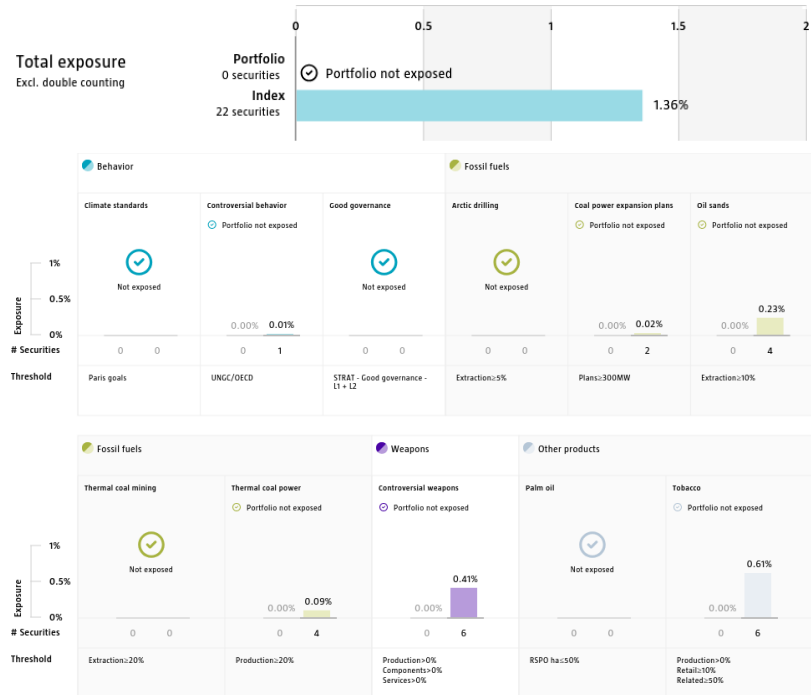 0 0.5 1 1.5 2
Total exposure
Excl. double counting
Portfolio
0 securities
Portfolio not exposed
Index
22 securities
1.36%
Behavior
Fossil fuels
Climate standards
Controversial behavior
Good governance
Arctic drilling
Coal power expansion plans
Oil sands
Portfolio not exposed
Portfolio not exposed
Portfolio not exposed
Not exposed
Not exposed
Not exposed
Exposure
1%
0.5%
0%
0.00% 0.01%
0.00% 0.02%
0.00% 0.23%
# Securities
0 0
0 1
0 0
0 0
0 2
0 4
Threshold
Paris goals
UNGC/OECD
STRAT - Good governance -
L1 + L2
Extraction≥5%
Plans≥300MW
Extraction≥10%
Fossil fuels
Weapons
Other products
Thermal coal mining
Thermal coal power
Controversial weapons
Palm oil
Tobacco
Portfolio not exposed
Portfolio not exposed
Portfolio not exposed
Not exposed
Not exposed
Exposure
1%
0.5%
0%
0.00% 0.09%
0.00% 0.41%
0.00% 0.61%
# Securities
0 0
0 4
0 6
0 0
0 6
Threshold
Extraction≥20%
Production≥20%
Production>0%
Components>0%
Services>0%
RSPO ha≤50%
Production>0%
Retail≥10%
Related≥50%